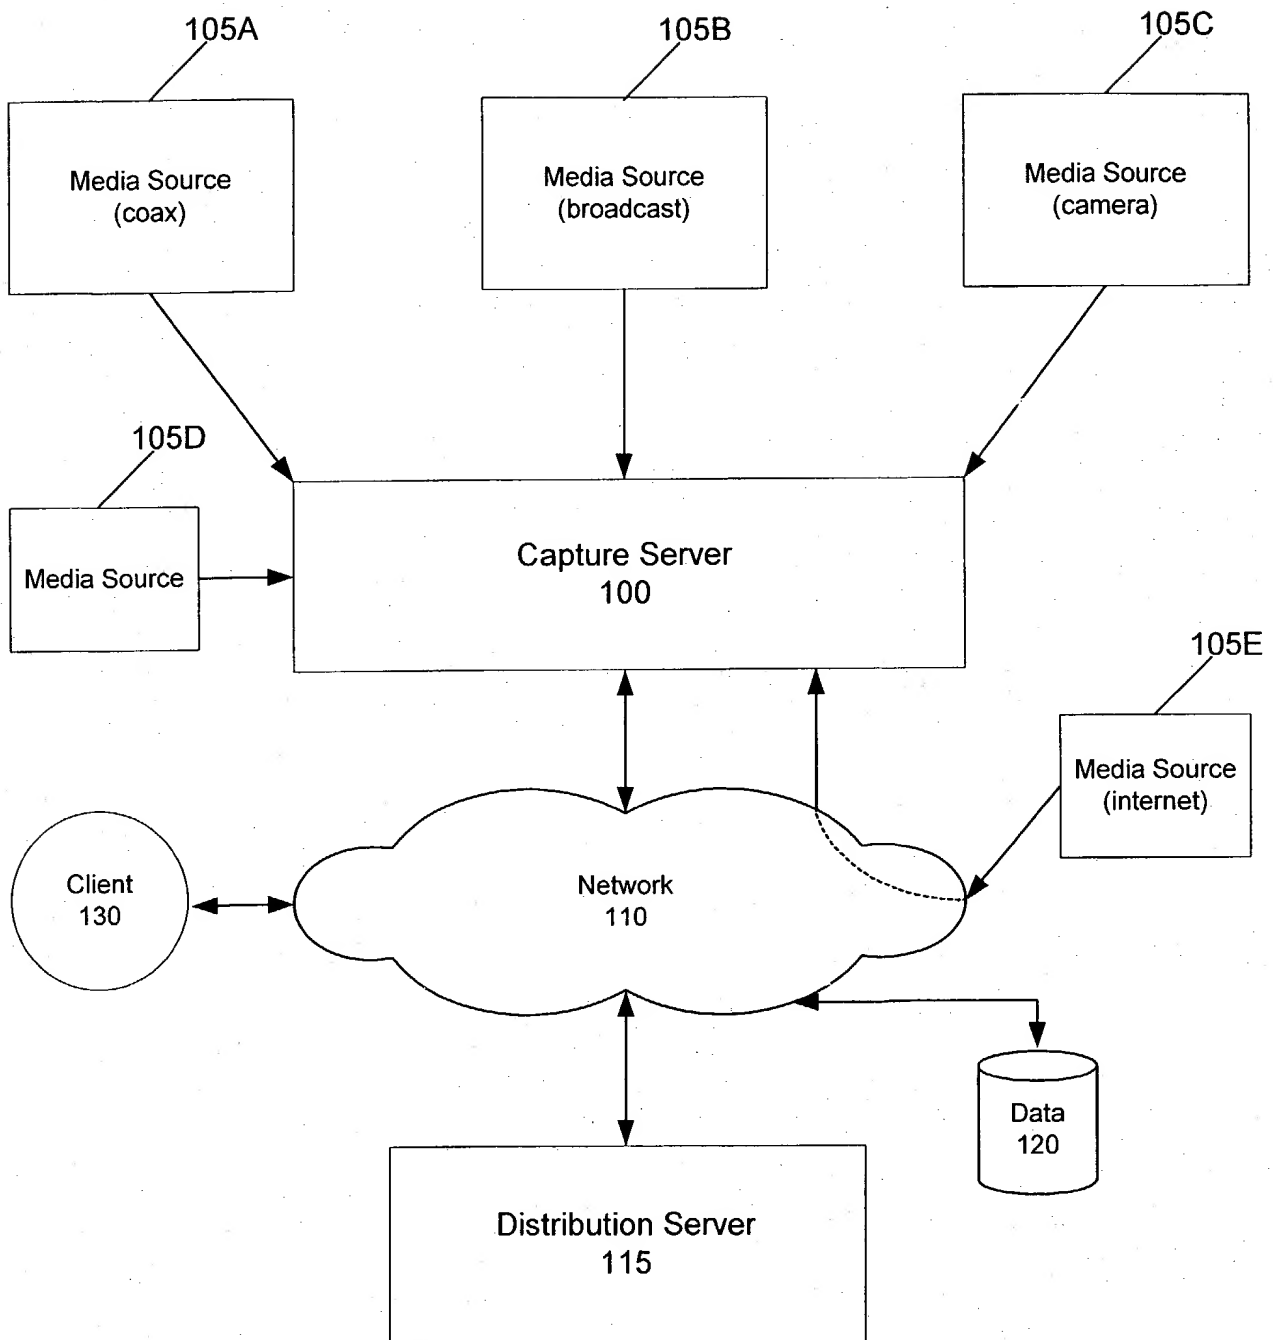 105A
105B
105C
Media Source
(coax)
Media Source
(broadcast)
Media Source
(camera)
105D
Media Source
Capture Server
100
105E
Media Source
(internet)
Client
130
Network
110
Data
120
Distribution Server
115